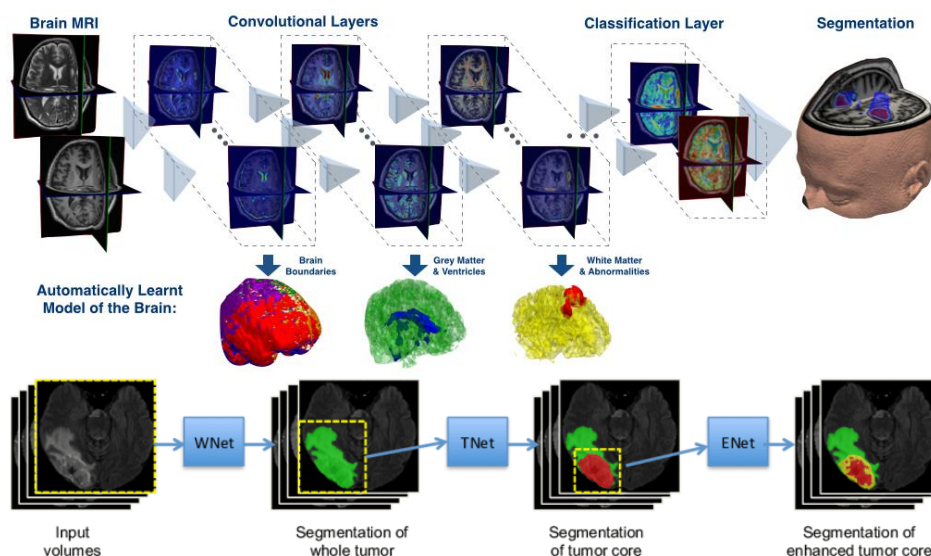 Brain MRI
Convolutional Layers
Classification Layer
Segmentation
Brain
Boundaries
Grey Matter
& Ventricles
White Matter
& Abnormalities
Automatically Learnt
Model of the Brain:
WNet
TNet
ENet
Input
volumes
Segmentation of
whole tumor
Segmentation
of tumor core
Segmentation of
enhanced tumor core